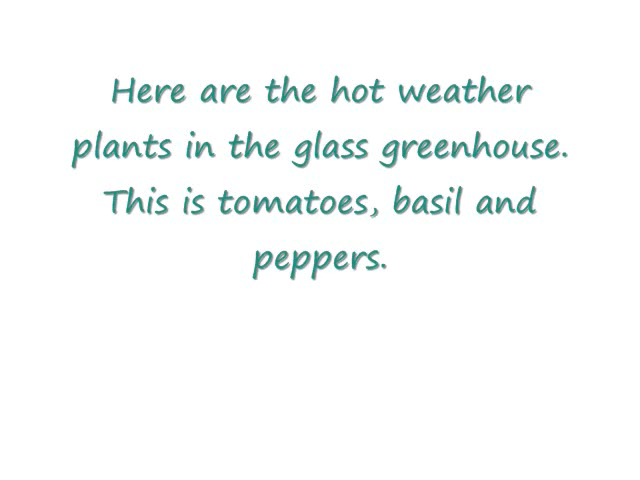 Here are the hot weather
plants in the glass greenhouse.
This is tomatoes, basil and
peppers.